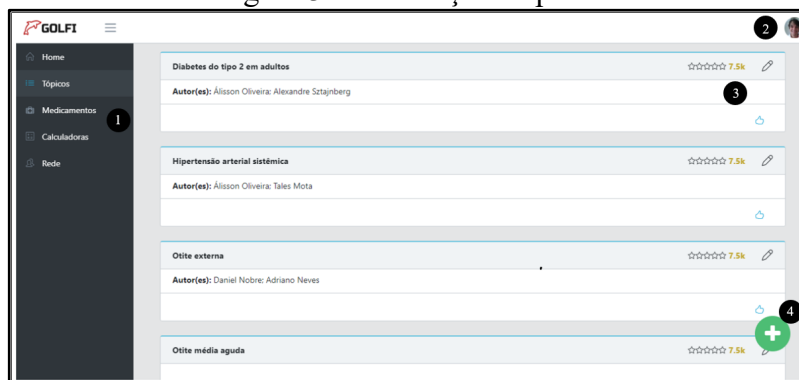 GOLFI
2
Home
Tópicos
Medicamentos
1
Calculadoras
Rede
Diabetes do tipo 2 em adultos 7.5k
Autor(es): Álisson Oliveira; Alexandre Sztajnberg
3
Hipertensão arterial sistêmica 7.5k
Autor(es): Álisson Oliveira; Tales Mota
Otite externa 7.5k
Autor(es): Daniel Nobre; Adriano Neves
4
Otite média aguda 7.5k